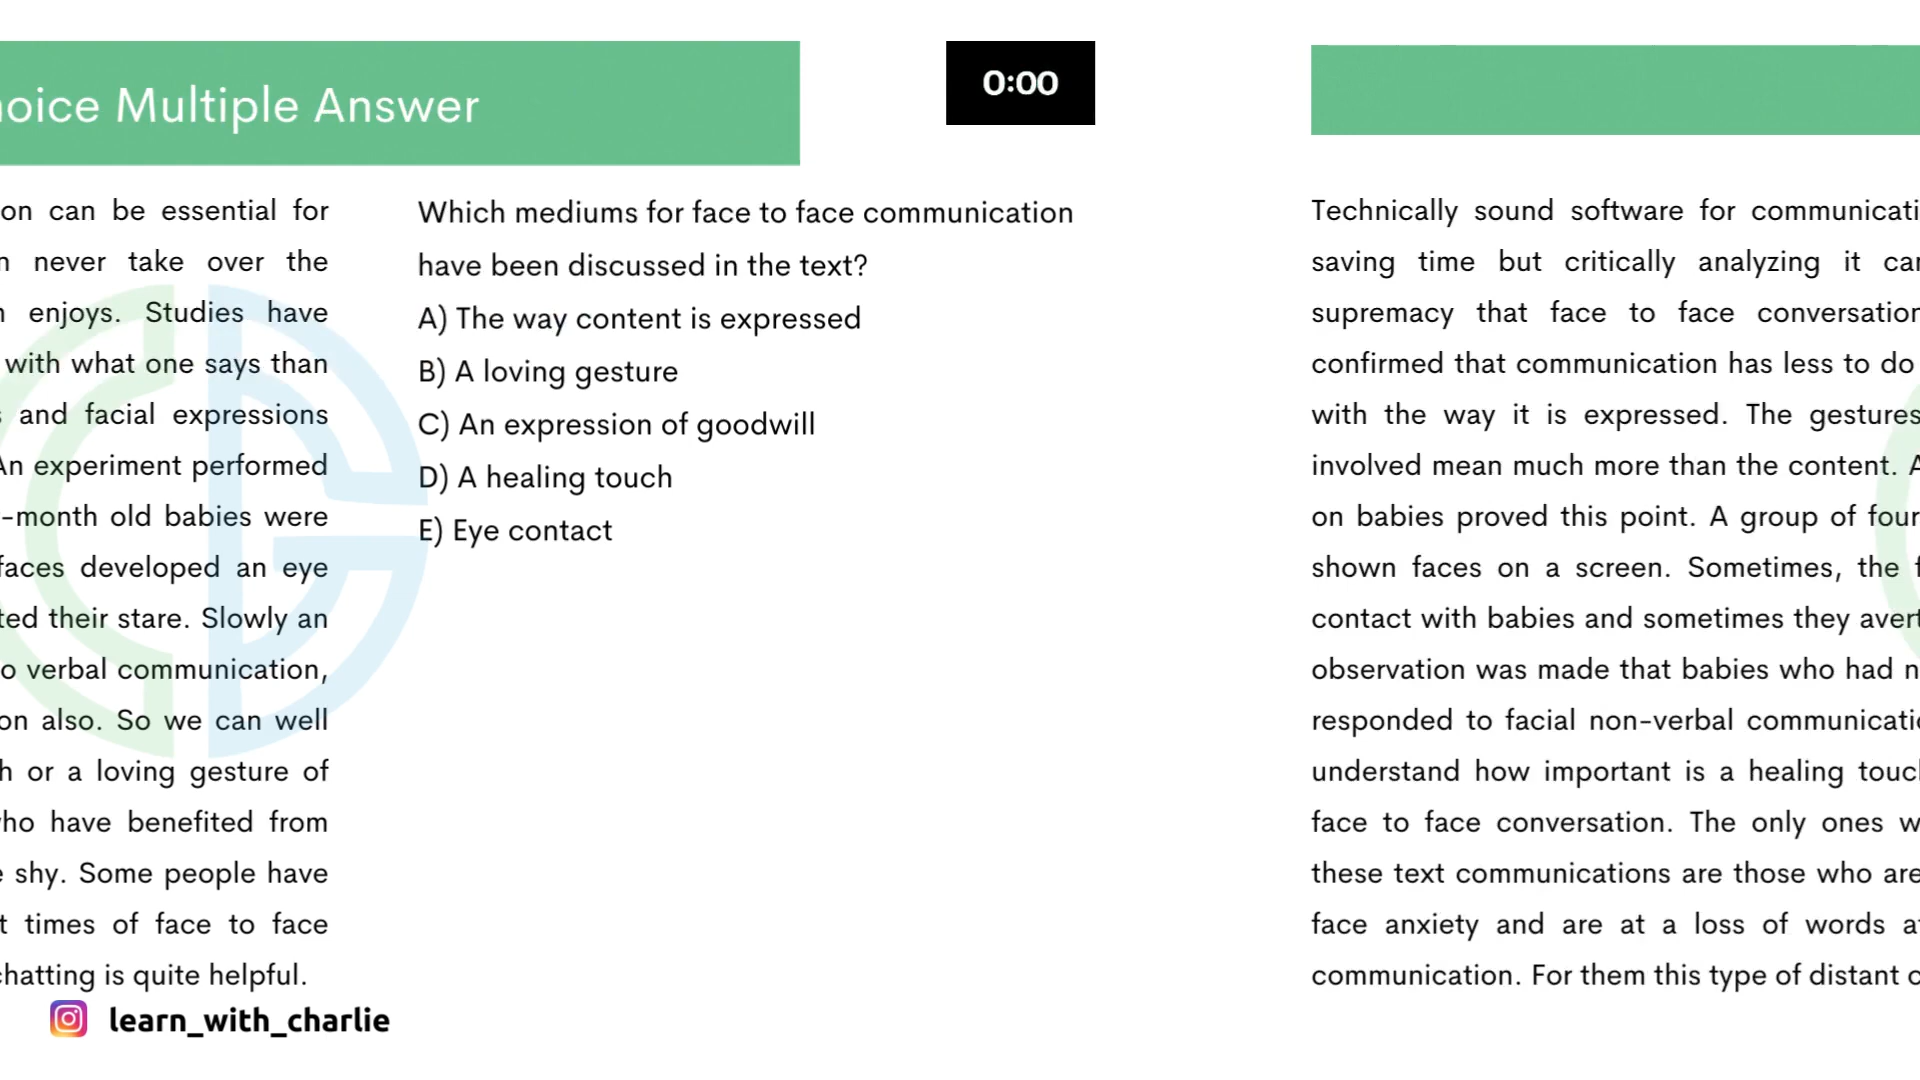 oice Multiple Answer
0:00
on can be essential for
never take over the
enjoys. Studies have
with what one says than
and facial expressions
An experiment performed
-month old babies were
faces developed an eye
ted their stare. Slowly an
o verbal communication,
on also. So we can well
h or a loving gesture of
who have benefited from
shy. Some people have
t times of face to face
chatting is quite helpful.
learn_with_charlie
Which mediums for face to face communication
have been discussed in the text?
A) The way content is expressed
B) A loving gesture
C) An expression of goodwill
D) A healing touch
E) Eye contact
Technically sound software for communicati
saving time but critically analyzing it can
supremacy that face to face conversation
confirmed that communication has less to do
with the way it is expressed. The gestures
involved mean much more than the content. A
on babies proved this point. A group of four
shown faces on a screen. Sometimes, the f
contact with babies and sometimes they avert
observation was made that babies who had n
responded to facial non-verbal communicatio
understand how important is a healing touch
face to face conversation. The only ones w
these text communications are those who are
face anxiety and are at a loss of words at
communication. For them this type of distant c